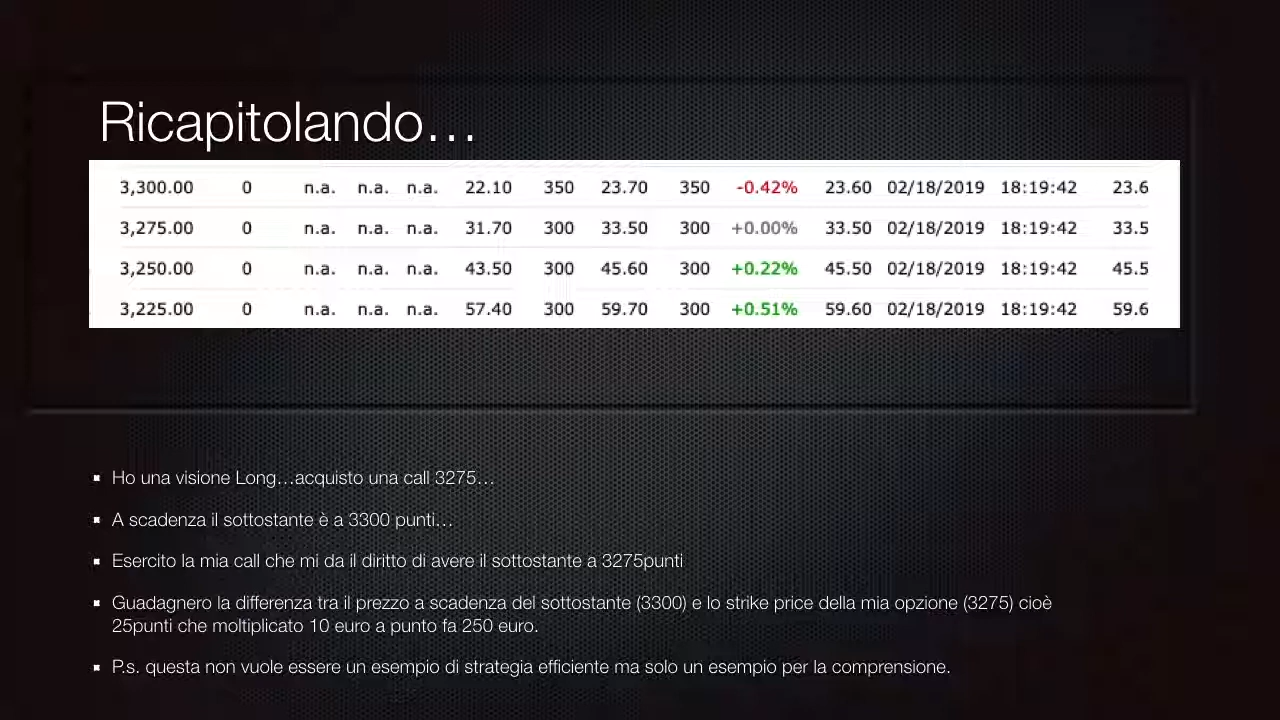 Ricapitolando…
3,300.00 0 n.a. n.a. n.a. 22.10 350 23.70 350 -0.42% 23.60 02/18/2019 18:19:42 23.6
3,275.00 0 n.a. n.a. n.a. 31.70 300 33.50 300 +0.00% 33.50 02/18/2019 18:19:42 33.5
3,250.00 0 n.a. n.a. n.a. 43.50 300 45.60 300 +0.22% 45.50 02/18/2019 18:19:42 45.5
3,225.00 0 n.a. n.a. n.a. 57.40 300 59.70 300 +0.51% 59.60 02/18/2019 18:19:42 59.6
▪ Ho una visione Long…acquisto una call 3275…
▪ A scadenza il sottostante è a 3300 punti…
▪ Esercito la mia call che mi da il diritto di avere il sottostante a 3275punti
▪ Guadagnero la differenza tra il prezzo a scadenza del sottostante (3300) e lo strike price della mia opzione (3275) cioè
25punti che moltiplicato 10 euro a punto fa 250 euro.
▪ P.s. questa non vuole essere un esempio di strategia efficiente ma solo un esempio per la comprensione.